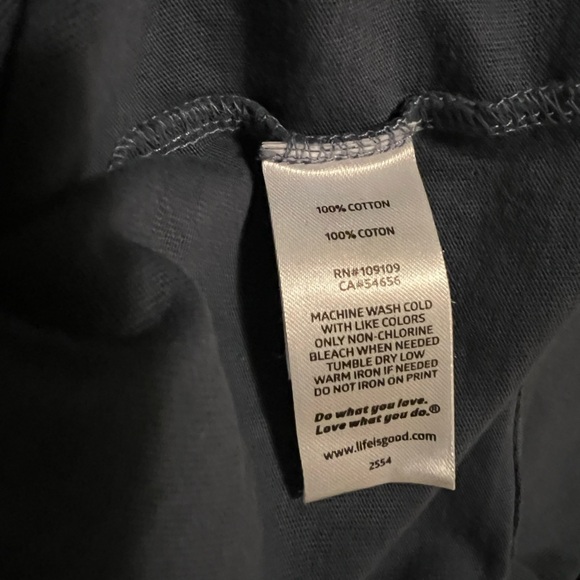 100% COTTON
100% COTON
RN#109109
CA#54656
MACHINE WASH COLD
WITH LIKE COLORS
ONLY NON-CHLORINE
BLEACH WHEN NEEDED
TUMBLE DRY LOW
WARM IRON IF NEEDED
DO NOT IRON ON PRINT
Do what you love.
Love what you do.®
www.lifeisgood.com
2554